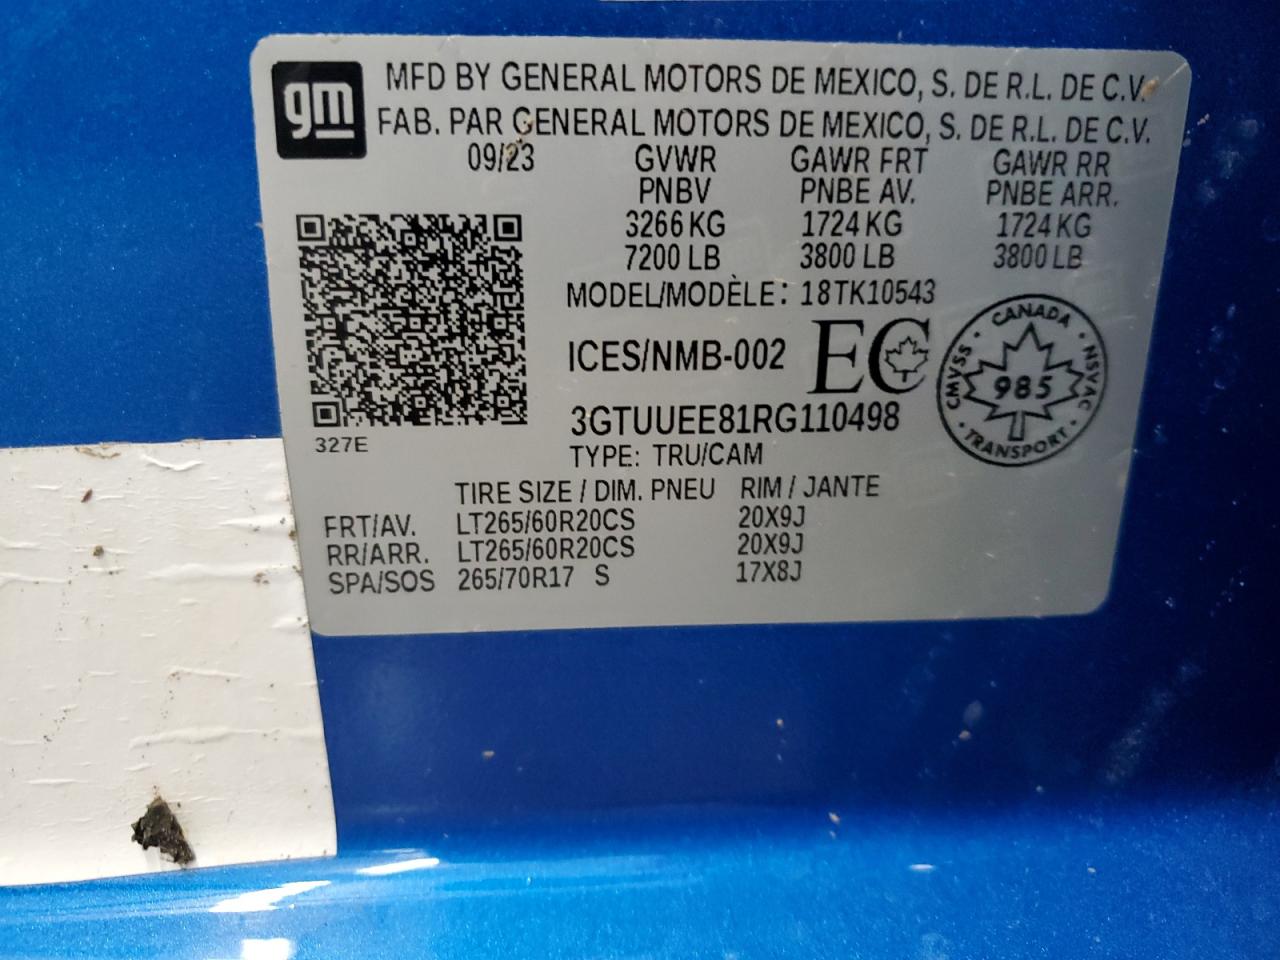 gm
MFD BY GENERAL MOTORS DE MEXICO, S. DE R.L. DE C.V.
FAB. PAR GENERAL MOTORS DE MEXICO, S. DE R.L. DE C.V.
09/23 GVWR GAWR FRT GAWR RR
PNBV PNBE AV. PNBE ARR.
3266 KG 1724 KG 1724 KG
7200 LB 3800 LB 3800 LB
MODEL/MODÈLE: 18TK10543
ICES/NMB-002 EC
CANADA
CMVSS 985 NSVAC
TRANSPORT
3GTUUEE81RG110498
327E
TYPE: TRU/CAM
TIRE SIZE / DIM. PNEU RIM / JANTE
FRT/AV. LT265/60R20CS 20X9J
RR/ARR. LT265/60R20CS 20X9J
SPA/SOS 265/70R17 S 17X8J